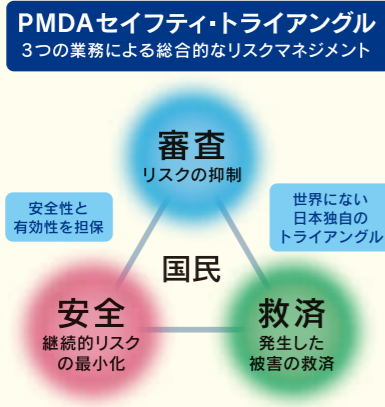 PMDAセイフティ・トライアングル
3つの業務による総合的なリスクマネジメント
審査
リスクの抑制
安全性と
有効性を担保
世界にない
日本独自の
トライアングル
国民
安全
継続的リスク
の最小化
救済
発生した
被害の救済